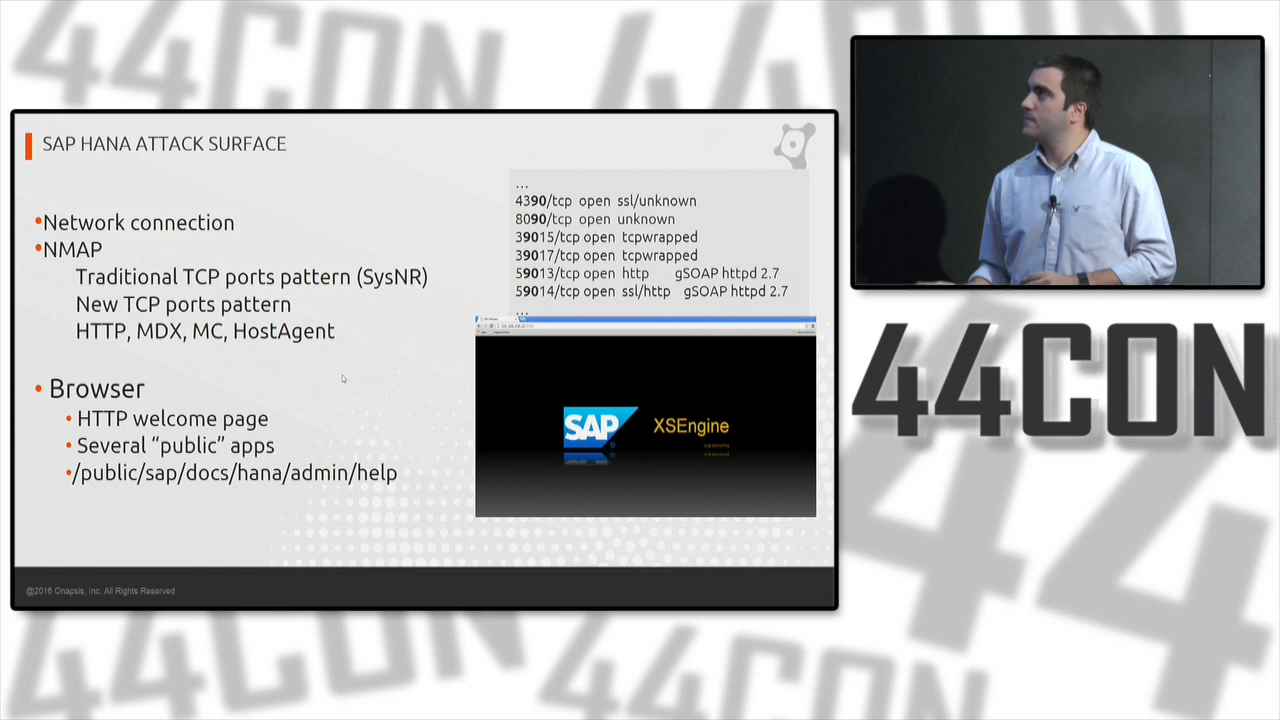 44CON
44CON
SAP HANA ATTACK SURFACE
•Network connection
•NMAP
Traditional TCP ports pattern (SysNR)
New TCP ports pattern
HTTP, MDX, MC, HostAgent
• Browser
• HTTP welcome page
• Several “public” apps
•/public/sap/docs/hana/admin/help
...
4390/tcp open ssl/unknown
8090/tcp open unknown
39015/tcp open tcpwrapped
39017/tcp open tcpwrapped
59013/tcp open http gSOAP httpd 2.7
59014/tcp open ssl/http gSOAP httpd 2.7
...
SAP XSEngine
@2016 Onapsis, Inc. All Rights Reserved
44CON
44CON
44CON